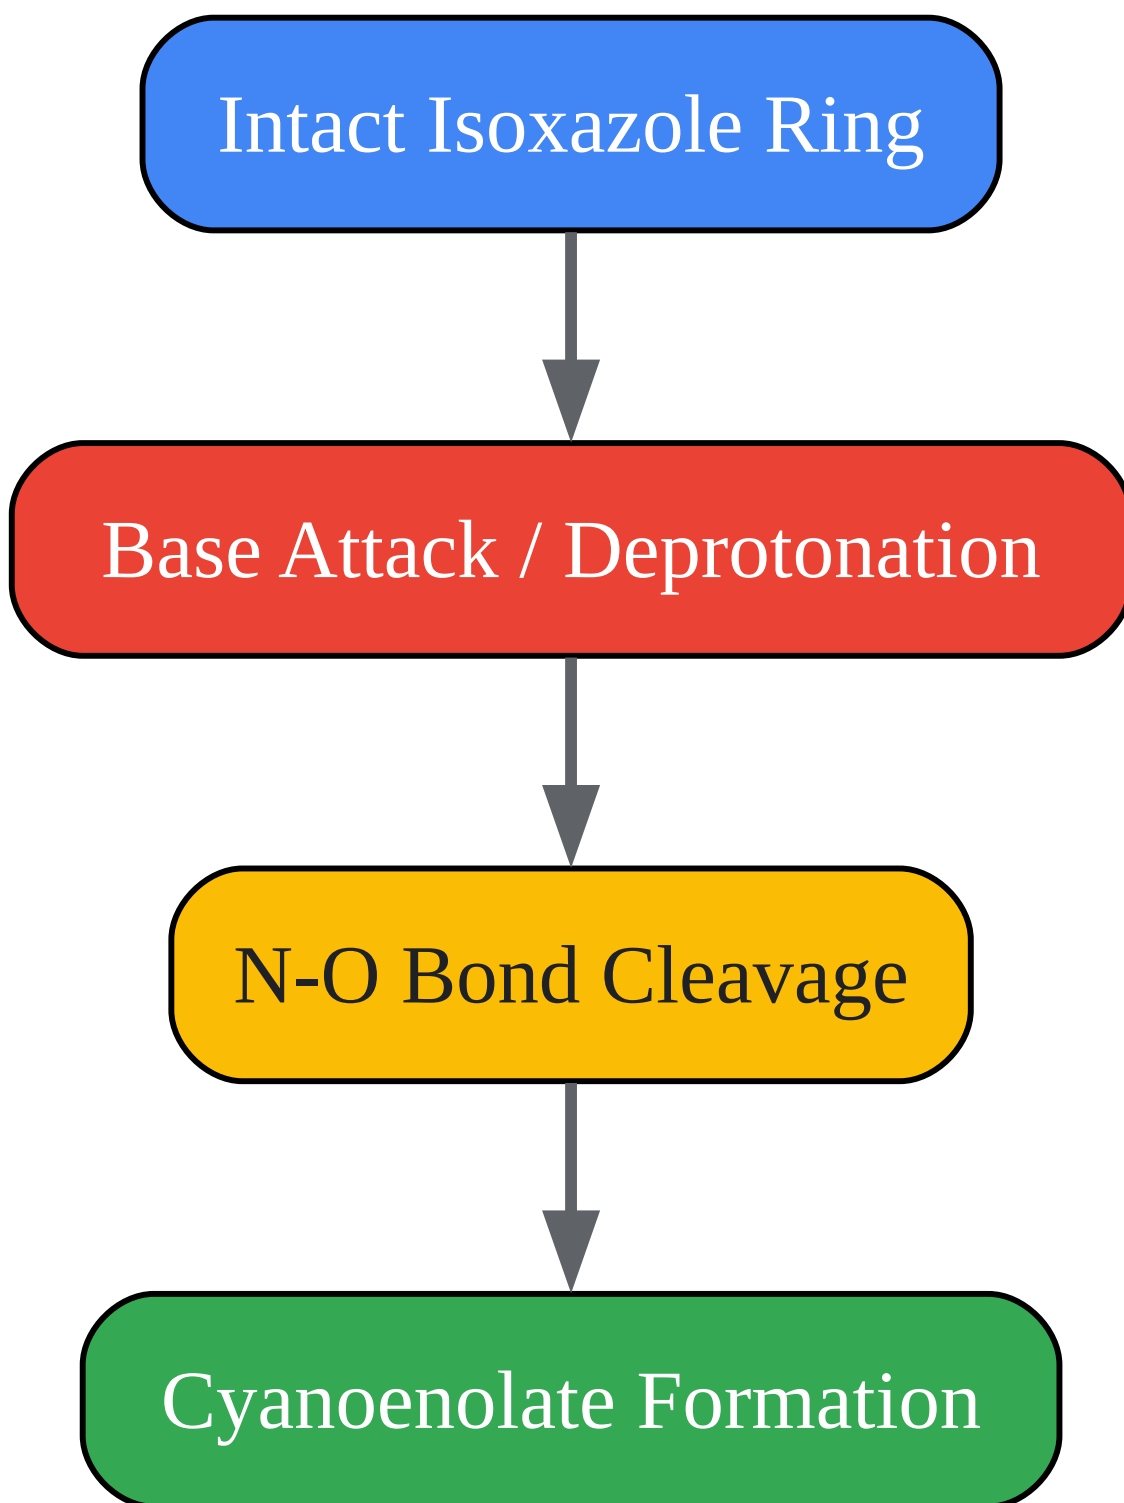 Intact Isoxazole Ring
Base Attack / Deprotonation
N-O Bond Cleavage
Cyanoenolate Formation